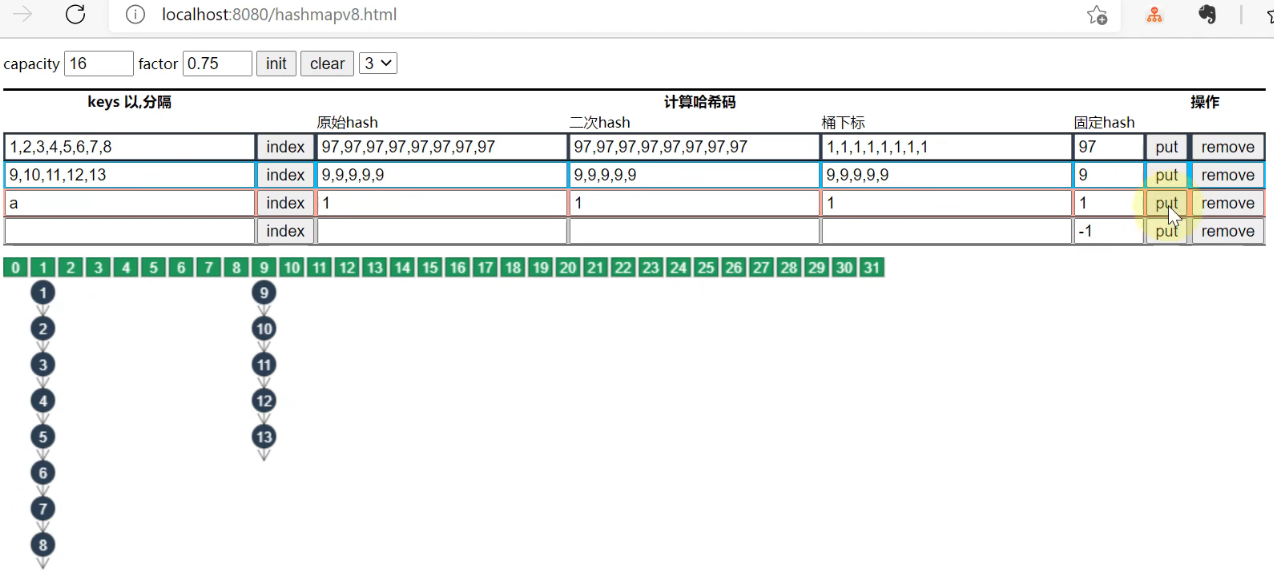 localhost:8080/hashmapv8.html
capacity 16 factor 0.75 init clear 3
keys 以,分隔 计算哈希码 操作
原始hash 二次hash 桶下标 固定hash
1,2,3,4,5,6,7,8 index 97,97,97,97,97,97,97,97 97,97,97,97,97,97,97,97 1,1,1,1,1,1,1,1 97 put remove
9,10,11,12,13 index 9,9,9,9,9 9,9,9,9,9 9,9,9,9,9 9 put remove
a index 1 1 1 1 put remove
index -1 put remove
0 1 2 3 4 5 6 7 8 9 10 11 12 13 14 15 16 17 18 19 20 21 22 23 24 25 26 27 28 29 30 31
1 9
2 10
3 11
4 12
5 13
6
7
8